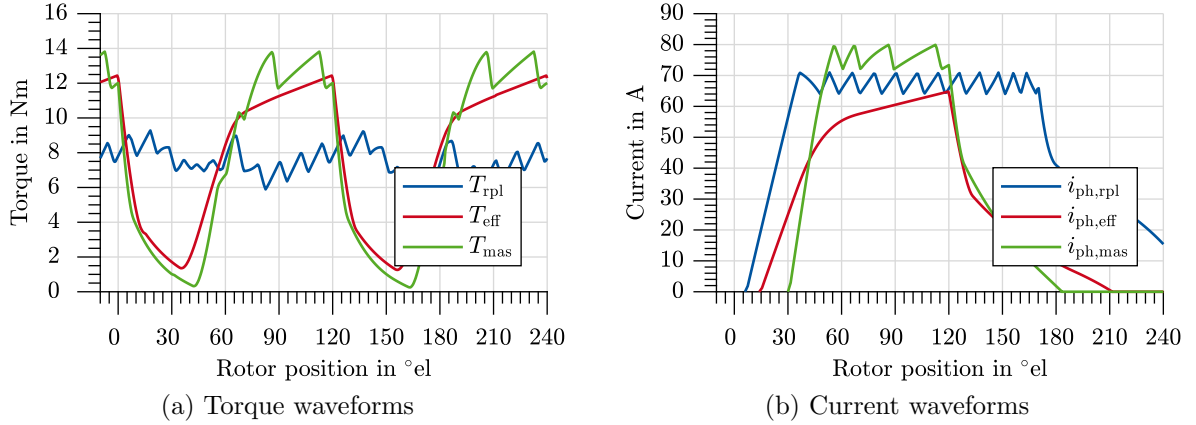 16
14
12
10
8
6
4
2
0
Torque in Nm
T_rpl
T_eff
T_mas
0 30 60 90 120 150 180 210 240
Rotor position in °el
(a) Torque waveforms
90
80
70
60
50
40
30
20
10
0
Current in A
i_ph,rpl
i_ph,eff
i_ph,mas
0 30 60 90 120 150 180 210 240
Rotor position in °el
(b) Current waveforms